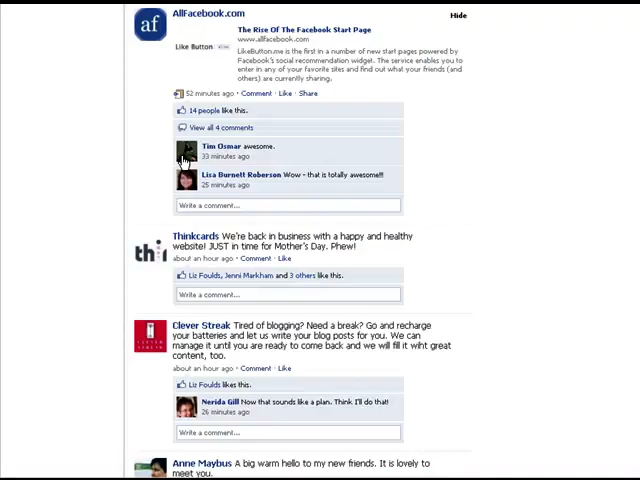 af
AllFacebook.com
Hide
The Rise Of The Facebook Start Page
www.allfacebook.com
Like Button
LikeButton.me is the first in a number of new start pages powered by
Facebook's social recommendation widget. The service enables you to
enter in any of your favorite sites and find out what your friends (and
others) are currently sharing.
52 minutes ago · Comment · Like · Share
14 people like this.
View all 4 comments
Tim Osmar awesome.
33 minutes ago
Lisa Burnett Roberson Wow - that is totally awesome!!!
25 minutes ago
Write a comment...
thi
Thinkcards We're back in business with a happy and healthy
website! JUST in time for Mother's Day. Phew!
about an hour ago · Comment · Like
Liz Foulds, Jenni Markham and 3 others like this.
Write a comment...
CLEVER STREAK
Clever Streak Tired of blogging? Need a break? Go and recharge
your batteries and let us write your blog posts for you. We can
manage it until you are ready to come back and we will fill it wiht great
content, too.
about an hour ago · Comment · Like
Liz Foulds likes this.
Nerida Gill Now that sounds like a plan. Think I'll do that!
26 minutes ago
Write a comment...
Anne Maybus A big warm hello to my new friends. It is lovely to
meet you.